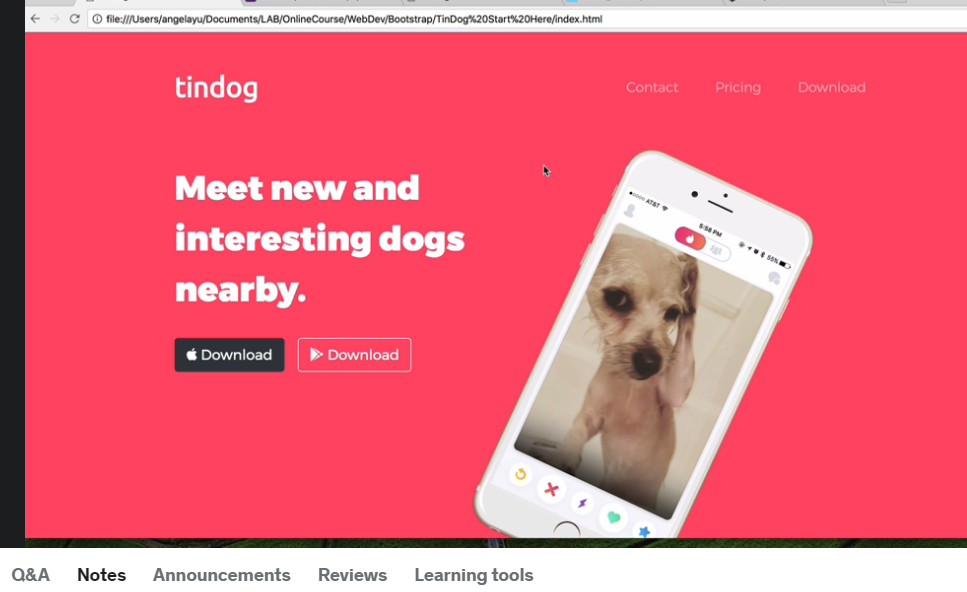 file:///Users/angelayu/Documents/LAB/OnlineCourse/WebDev/Bootstrap/TinDog%20Start%20Here/index.html
tindog
Contact
Pricing
Download
Meet new and
interesting dogs
nearby.
Download
Download
AT&T
5:58 PM
55%
Q&A
Notes
Announcements
Reviews
Learning tools